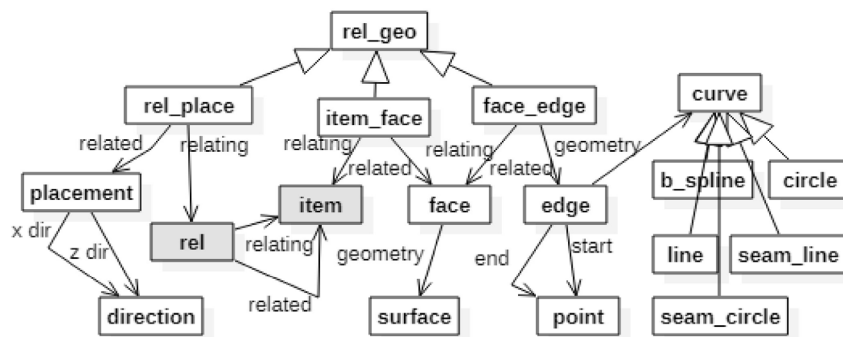 rel_geo
rel_place
item_face
face_edge
curve
related
relating
relating
related
relating
related
geometry
placement
item
face
edge
b_spline
circle
x dir
z dir
rel
relating
geometry
end
start
line
seam_line
related
direction
surface
point
seam_circle